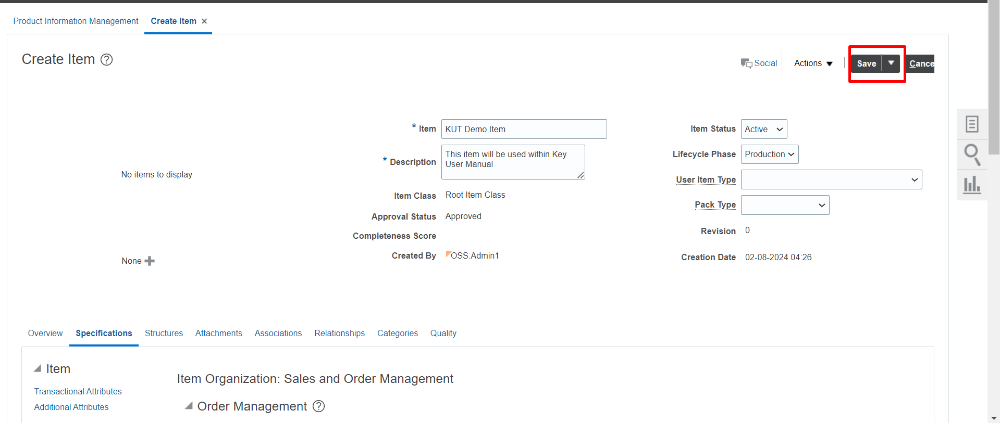 Product Information Management
Create Item ×
Create Item ?
Social
Actions
Save
Cance
* Item KUT Demo Item
* Description This item will be used within Key
User Manual
Item Class Root Item Class
Approval Status Approved
Completeness Score
Created By OSS.Admin1
Item Status Active
Lifecycle Phase Production
User Item Type
Pack Type
Revision 0
Creation Date 02-08-2024 04:26
No items to display
None
Overview Specifications Structures Attachments Associations Relationships Categories Quality
Item
Transactional Attributes
Additional Attributes
Item Organization: Sales and Order Management
Order Management ?